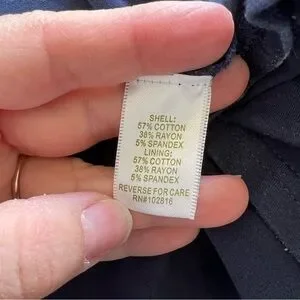 SHELL:
57% COTTON
38% RAYON
5% SPANDEX
LINING:
57% COTTON
38% RAYON
5% SPANDEX
REVERSE FOR CARE
RN#102816